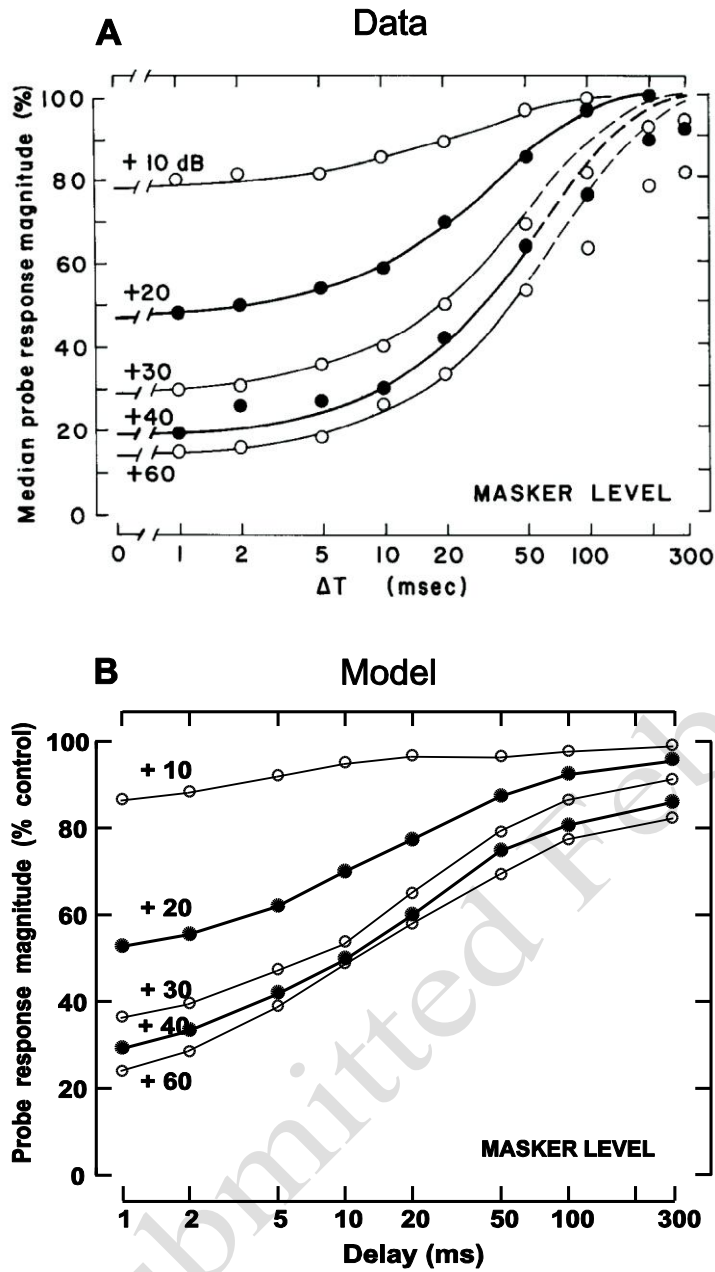 A
Data
Median probe response magnitude (%)
100
80
60
40
20
0
+ 10 dB
+20
+30
+40
+60
MASKER LEVEL
0 1 2 5 10 20 50 100 300
ΔT (msec)
B
Model
Probe response magnitude (% control)
100
80
60
40
20
0
+ 10
+ 20
+ 30
+ 40
+ 60
MASKER LEVEL
1 2 5 10 20 50 100 300
Delay (ms)
bmitted Feb